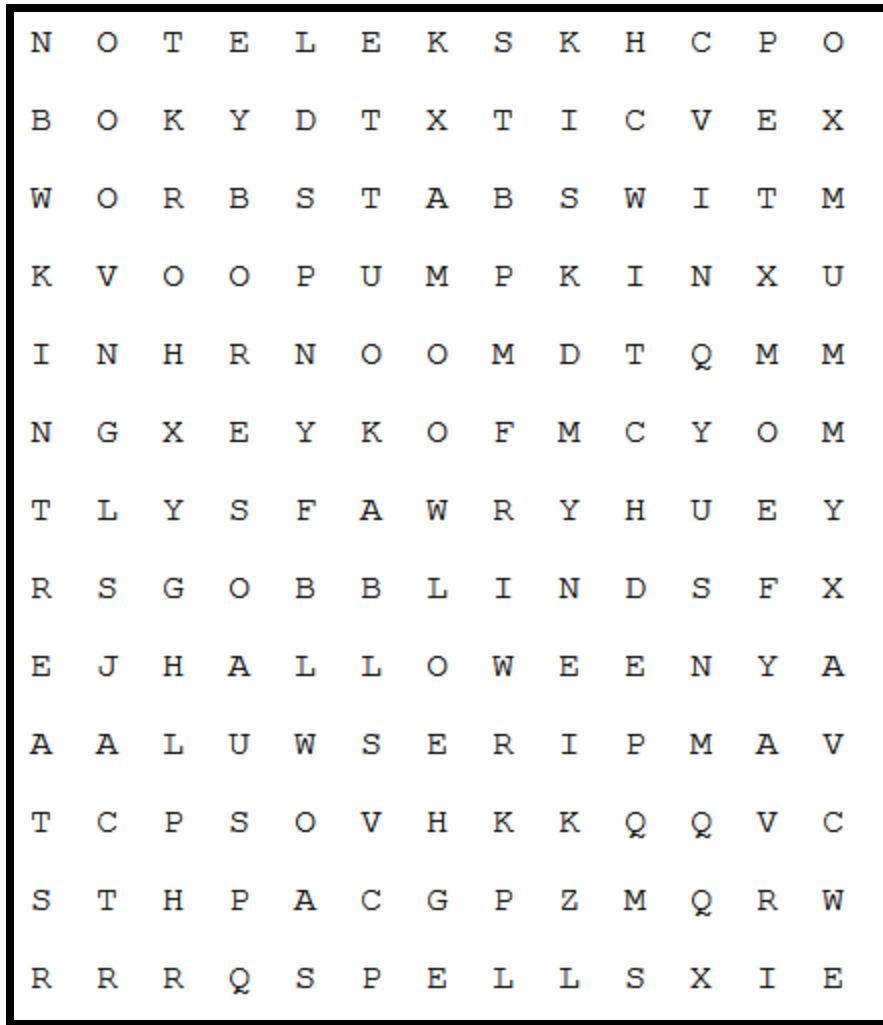 N O T E L E K S K H C P O
B O K Y D T X T I C V E X
W O R B S T A B S W I T M
K V O O P U M P K I N X U
I N H R N O O M D T Q M M
N G X E Y K O F M C Y O M
T L Y S F A W R Y H U E Y
R S G O B B L I N D S F X
E J H A L L O W E E N Y A
A A L U W S E R I P M A V
T C P S O V H K K Q Q V C
S T H P A C G P Z M Q R W
R R R Q S P E L L S X I E